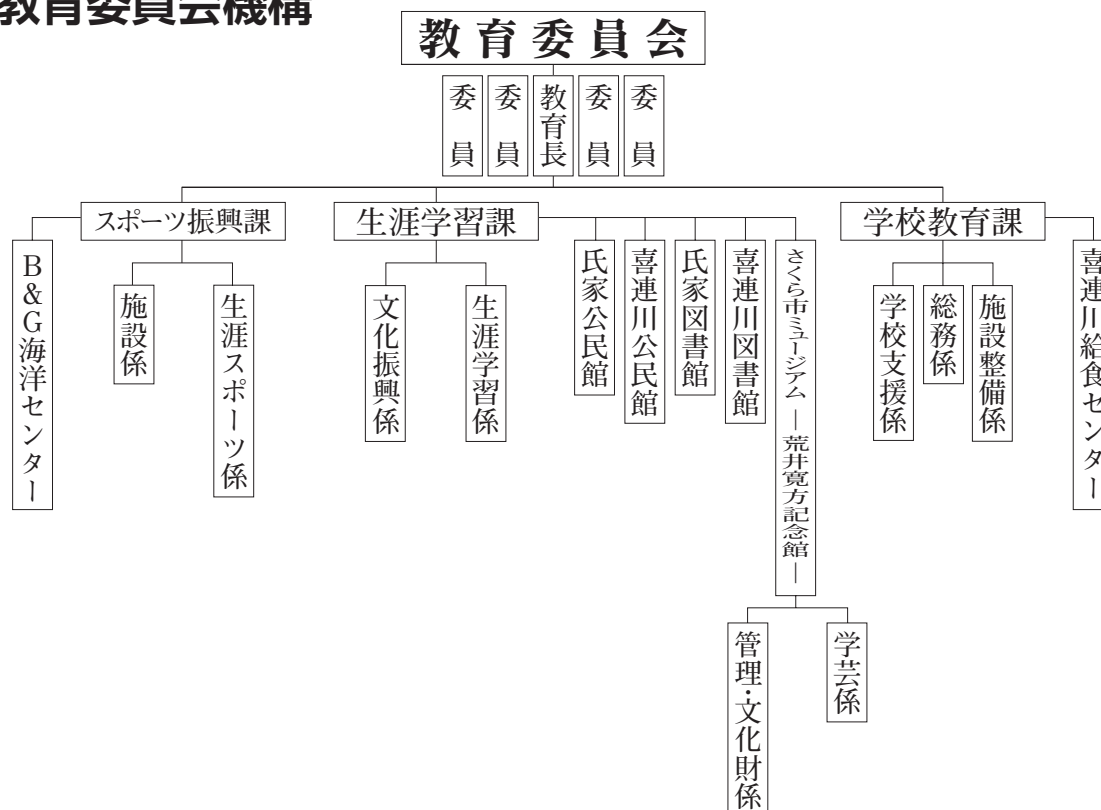 教育委員会機構
教育委員会
委員
委員
教育長
委員
委員
スポーツ振興課
生涯学習課
学校教育課
B&G海洋センター
施設係
生涯スポーツ係
文化振興係
生涯学習係
氏家公民館
喜連川公民館
氏家図書館
喜連川図書館
さくら市ミュージアム ―荒井寛方記念館―
学校支援係
総務係
施設整備係
喜連川給食センター
管理・文化財係
学芸係